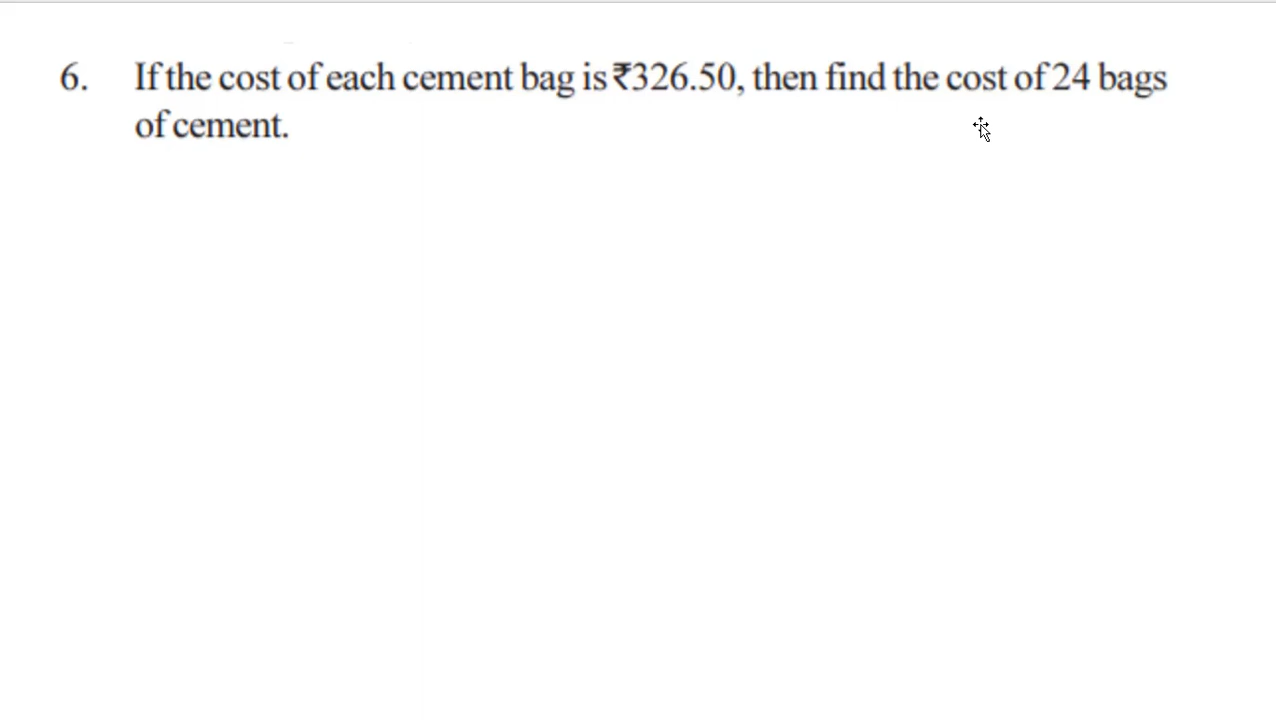 6. If the cost of each cement bag is ₹326.50, then find the cost of 24 bags
of cement.